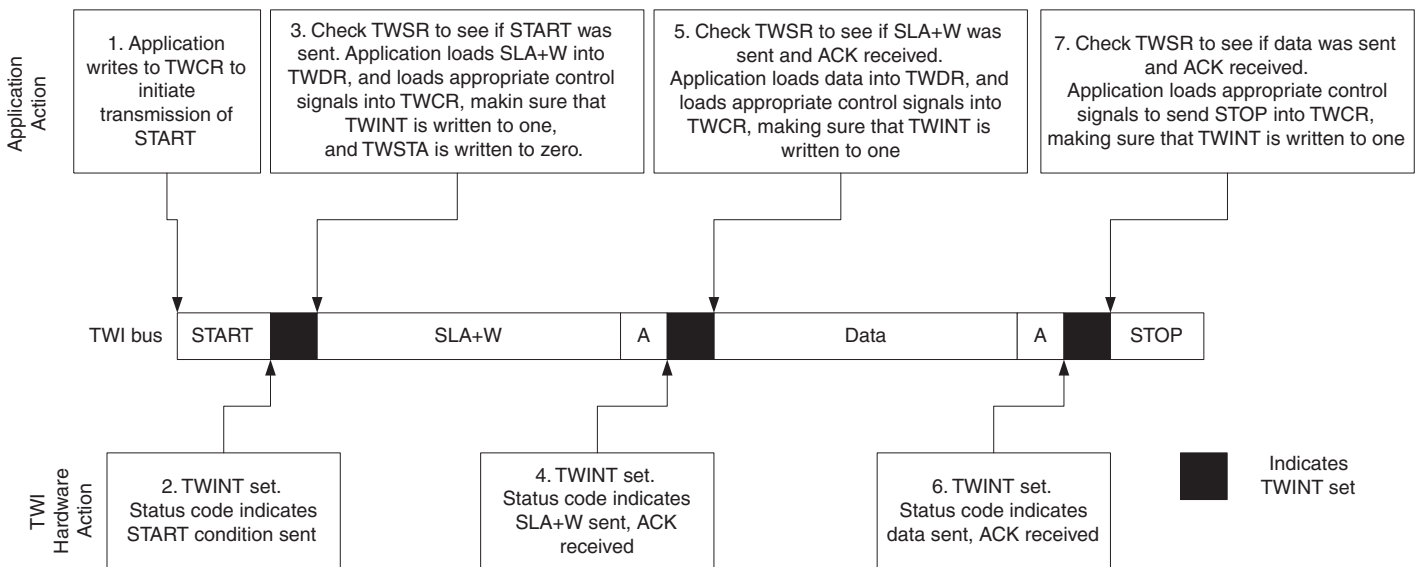 Application
Action
1. Application
writes to TWCR to
initiate
transmission of
START
3. Check TWSR to see if START was
sent. Application loads SLA+W into
TWDR, and loads appropriate control
signals into TWCR, makin sure that
TWINT is written to one,
and TWSTA is written to zero.
5. Check TWSR to see if SLA+W was
sent and ACK received.
Application loads data into TWDR, and
loads appropriate control signals into
TWCR, making sure that TWINT is
written to one
7. Check TWSR to see if data was sent
and ACK received.
Application loads appropriate control
signals to send STOP into TWCR,
making sure that TWINT is written to one
TWI bus
START
SLA+W
A
Data
A
STOP
TWI
Hardware
Action
2. TWINT set.
Status code indicates
START condition sent
4. TWINT set.
Status code indicates
SLA+W sent, ACK
received
6. TWINT set.
Status code indicates
data sent, ACK received
Indicates
TWINT set